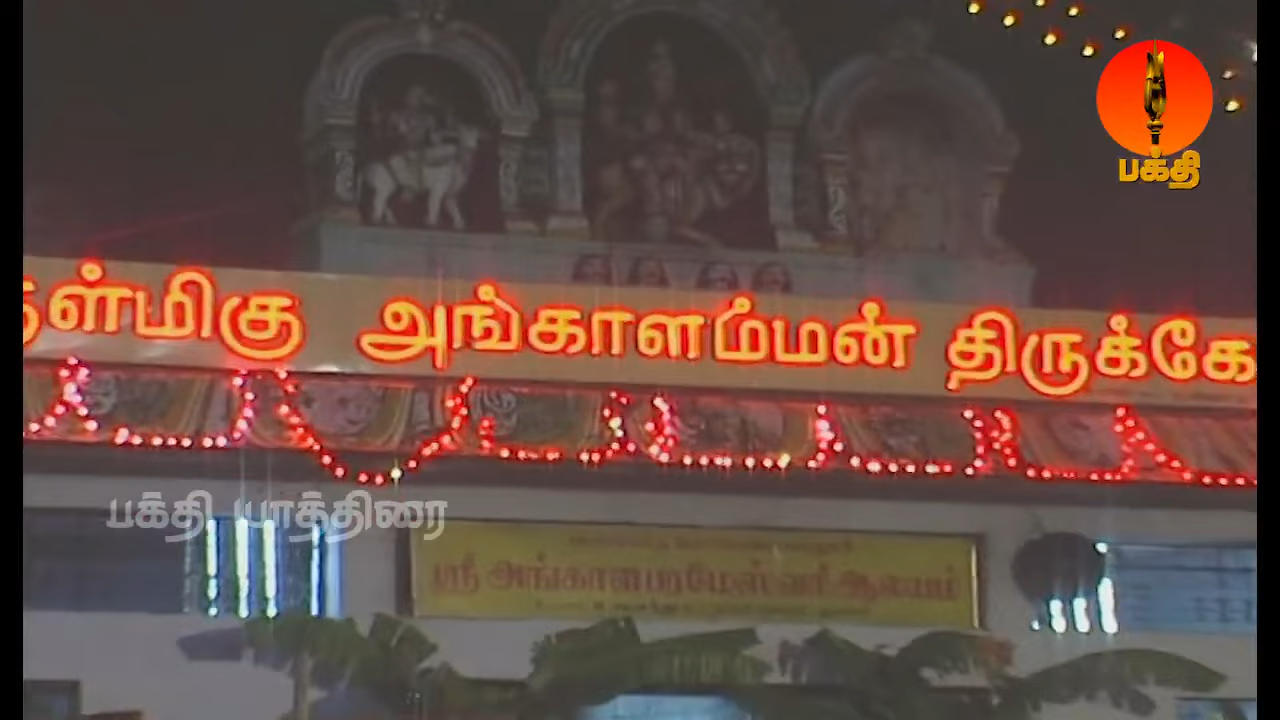 பக்தி
ருள்மிகு அங்காளம்மன் திருக்கே
பக்தி யாத்திரை
ஸ்ரீ அங்காளபரமேஸ்வரி ஆலயம்